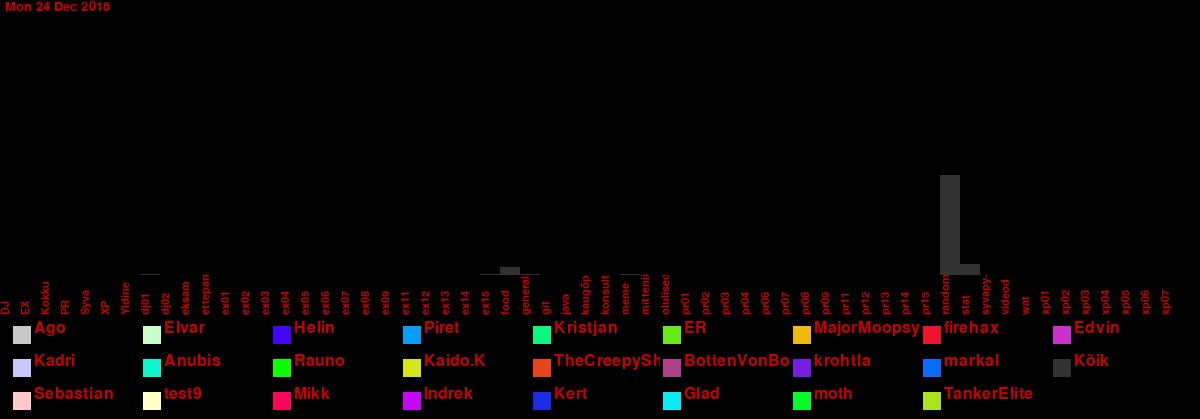 Mon 24 Dec 2018
DJ
EX
Kokku
PR
Syva
XP
Yldine
dj01
dj02
eksam
ettepan
ex01
ex02
ex03
ex04
ex05
ex06
ex07
ex08
ex09
ex11
ex12
ex13
ex14
ex15
food
general
git
java
kaugõp
konsult
meme
mittenii
olulised
pr01
pr02
pr03
pr04
pr06
pr07
pr08
pr09
pr11
pr12
pr13
pr14
pr15
random
stat
syvapy-
videod
wat
xp01
xp02
xp03
xp04
xp05
xp06
xp07
Ago Elvar Helin Piret Kristjan ER MajorMoopsy firehax Edvin
Kadri Anubis Rauno Kaido.K TheCreepySh BottenVonBo krohtla markal Kõik
Sebastian test9 Mikk Indrek Kert Glad moth TankerElite